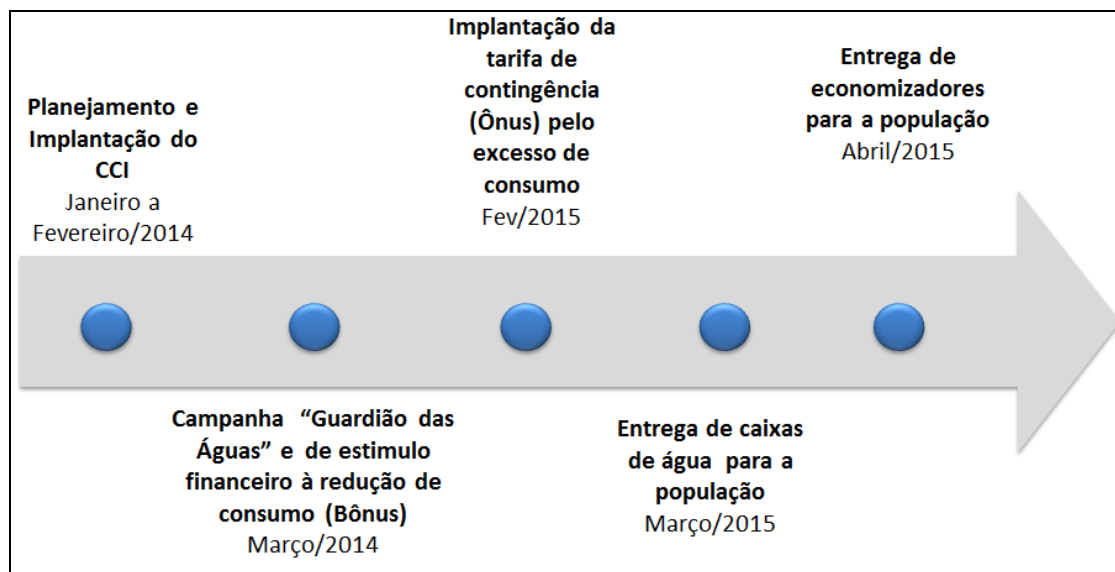 Planejamento e
Implantação do
CCI
Janeiro a
Fevereiro/2014
Campanha “Guardião das
Águas” e de estimulo
financeiro à redução de
consumo (Bônus)
Março/2014
Implantação da
tarifa de
contingência
(Ônus) pelo
excesso de
consumo
Fev/2015
Entrega de caixas
de água para a
população
Março/2015
Entrega de
economizadores
para a população
Abril/2015